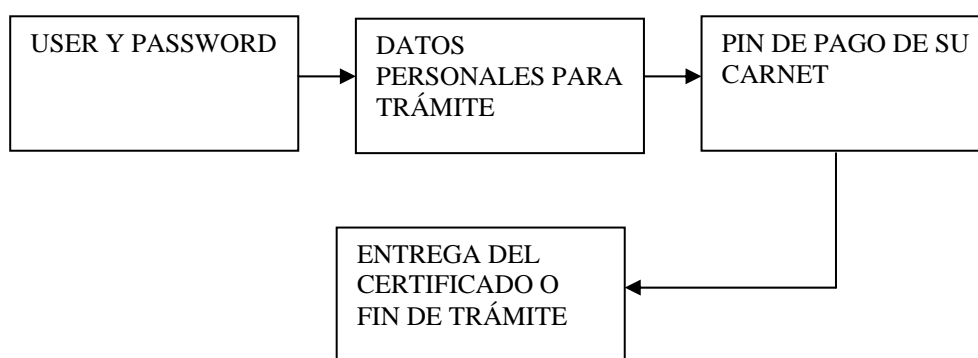 USER Y PASSWORD
DATOS
PERSONALES PARA
TRÁMITE
PIN DE PAGO DE SU
CARNET
ENTREGA DEL
CERTIFICADO O
FIN DE TRÁMITE